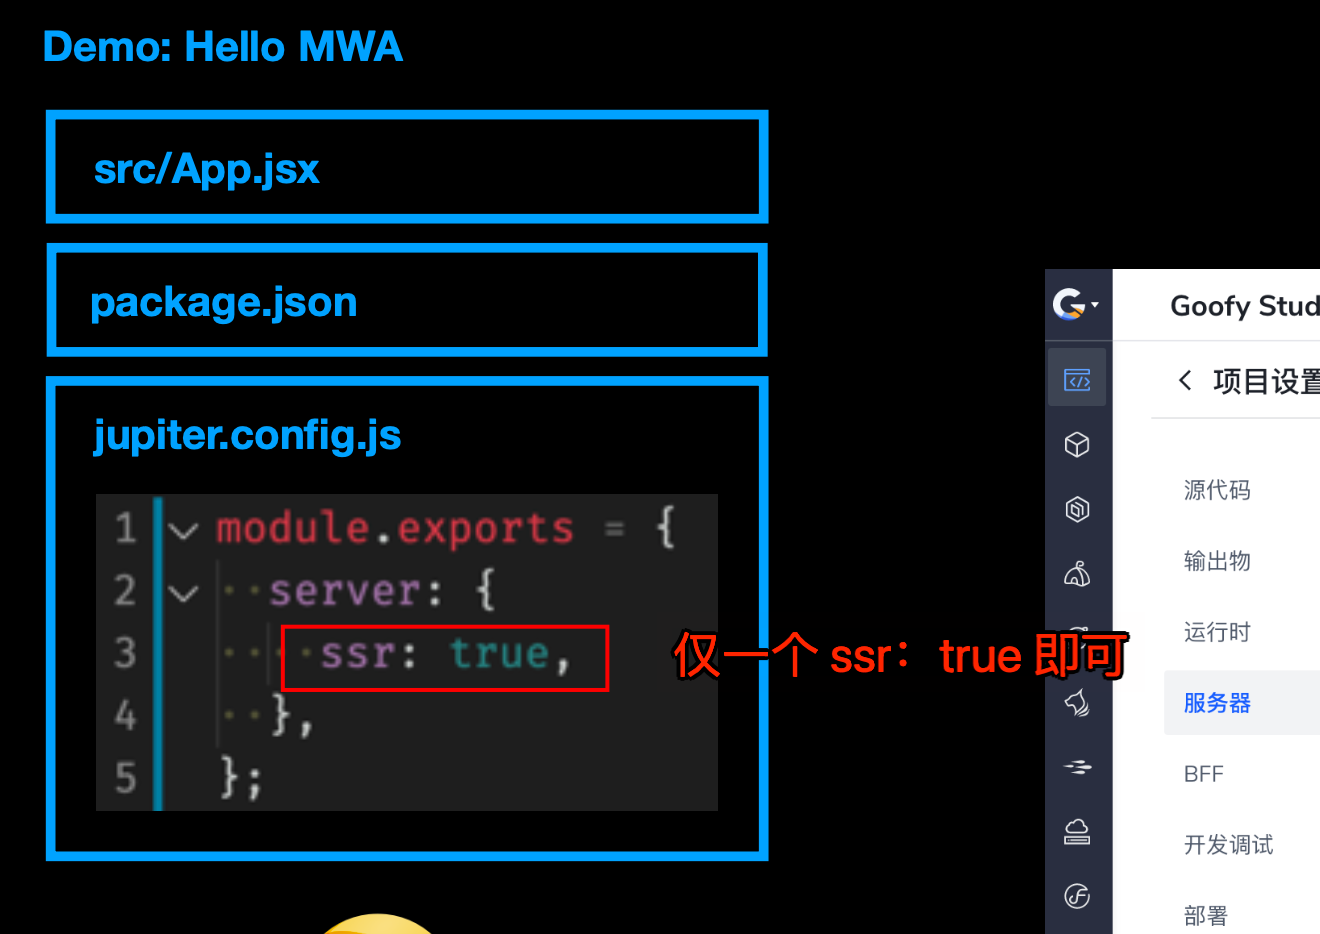 Demo: Hello MWA
src/App.jsx
package.json
jupiter.config.js
1 module.exports = {
2 server: {
3 ssr: true,
4 },
5 };
仅一个 ssr：true 即可
Goofy Stud
项目设置
源代码
输出物
运行时
服务器
BFF
开发调试
部署